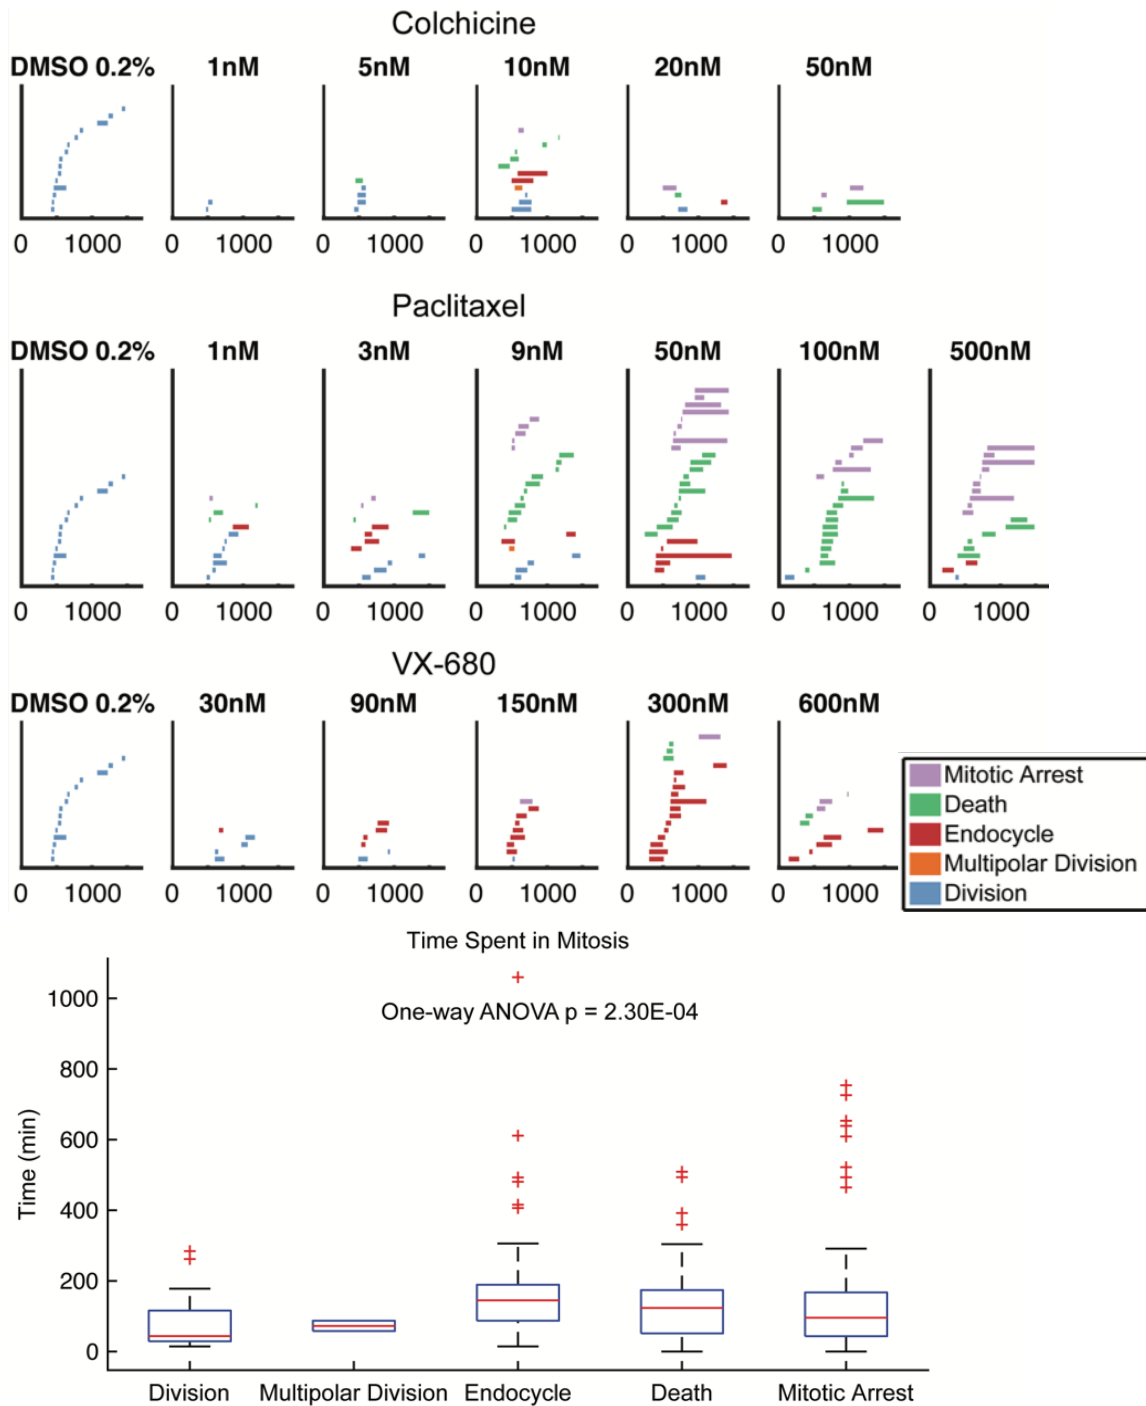 Colchicine
DMSO 0.2% 1nM 5nM 10nM 20nM 50nM
0 1000 0 1000 0 1000 0 1000 0 1000 0 1000
Paclitaxel
DMSO 0.2% 1nM 3nM 9nM 50nM 100nM 500nM
0 1000 0 1000 0 1000 0 1000 0 1000 0 1000 0 1000
VX-680
DMSO 0.2% 30nM 90nM 150nM 300nM 600nM
0 1000 0 1000 0 1000 0 1000 0 1000 0 1000
Mitotic Arrest
Death
Endocycle
Multipolar Division
Division
Time Spent in Mitosis
One-way ANOVA p = 2.30E-04
Time (min)
1000
800
600
400
200
0
Division Multipolar Division Endocycle Death Mitotic Arrest